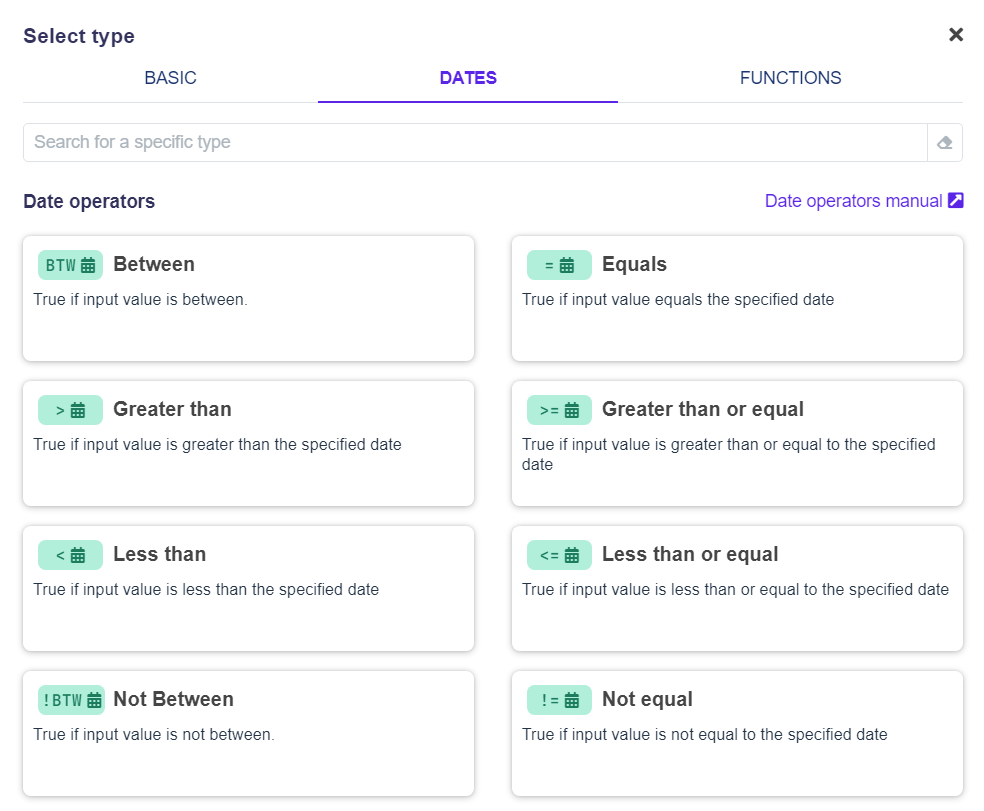 Select type
BASIC
DATES
FUNCTIONS
Search for a specific type
Date operators
Date operators manual
BTW Between
True if input value is between.
= Equals
True if input value equals the specified date
> Greater than
True if input value is greater than the specified date
>= Greater than or equal
True if input value is greater than or equal to the specified
date
< Less than
True if input value is less than the specified date
<= Less than or equal
True if input value is less than or equal to the specified date
!BTW Not Between
True if input value is not between.
!= Not equal
True if input value is not equal to the specified date